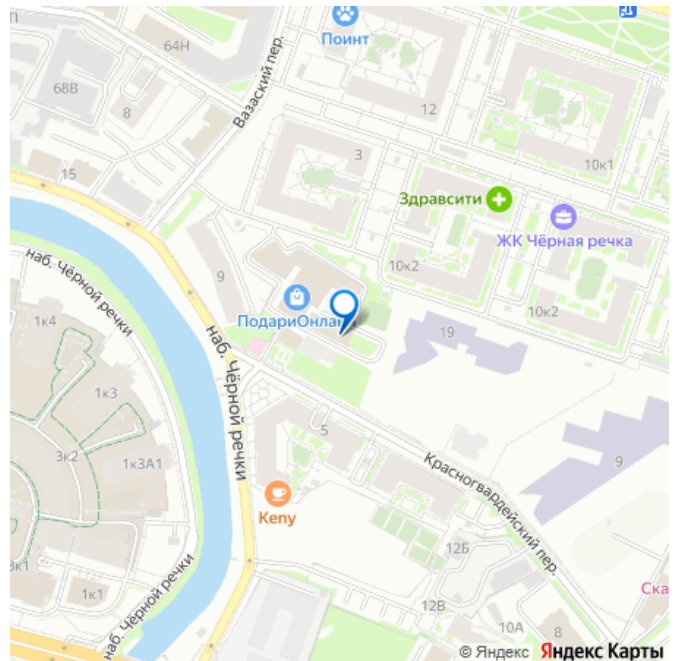 П
64Н
Поинт
68В
8
Вазаский пер.
12
3
10к1
15
Здравсити
ЖК Чёрная речка
наб. Чёрной речки
9
10к2
ПодариОнла
10к2
1к4
19
наб. Чёрной речки
1к3
5
3к2
1к3А1
Красногвардейский пер.
9
Keny
12Б
3к1
1к1
наб. Чёрной речки
12В
Ска
10А
8
© Яндекс Яндекс Карты